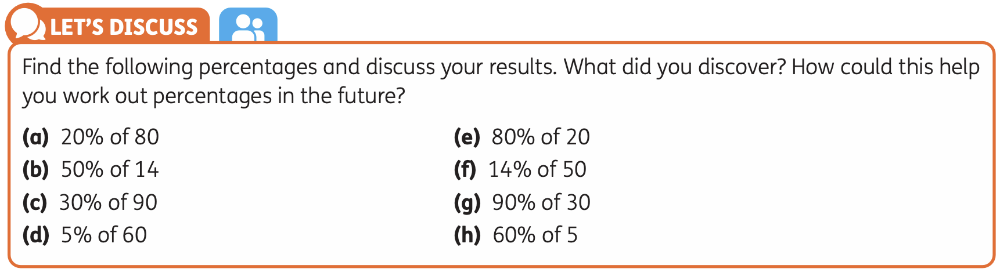 LET'S DISCUSS
Find the following percentages and discuss your results. What did you discover? How could this help
you work out percentages in the future?
(a) 20% of 80
(b) 50% of 14
(c) 30% of 90
(d) 5% of 60
(e) 80% of 20
(f) 14% of 50
(g) 90% of 30
(h) 60% of 5